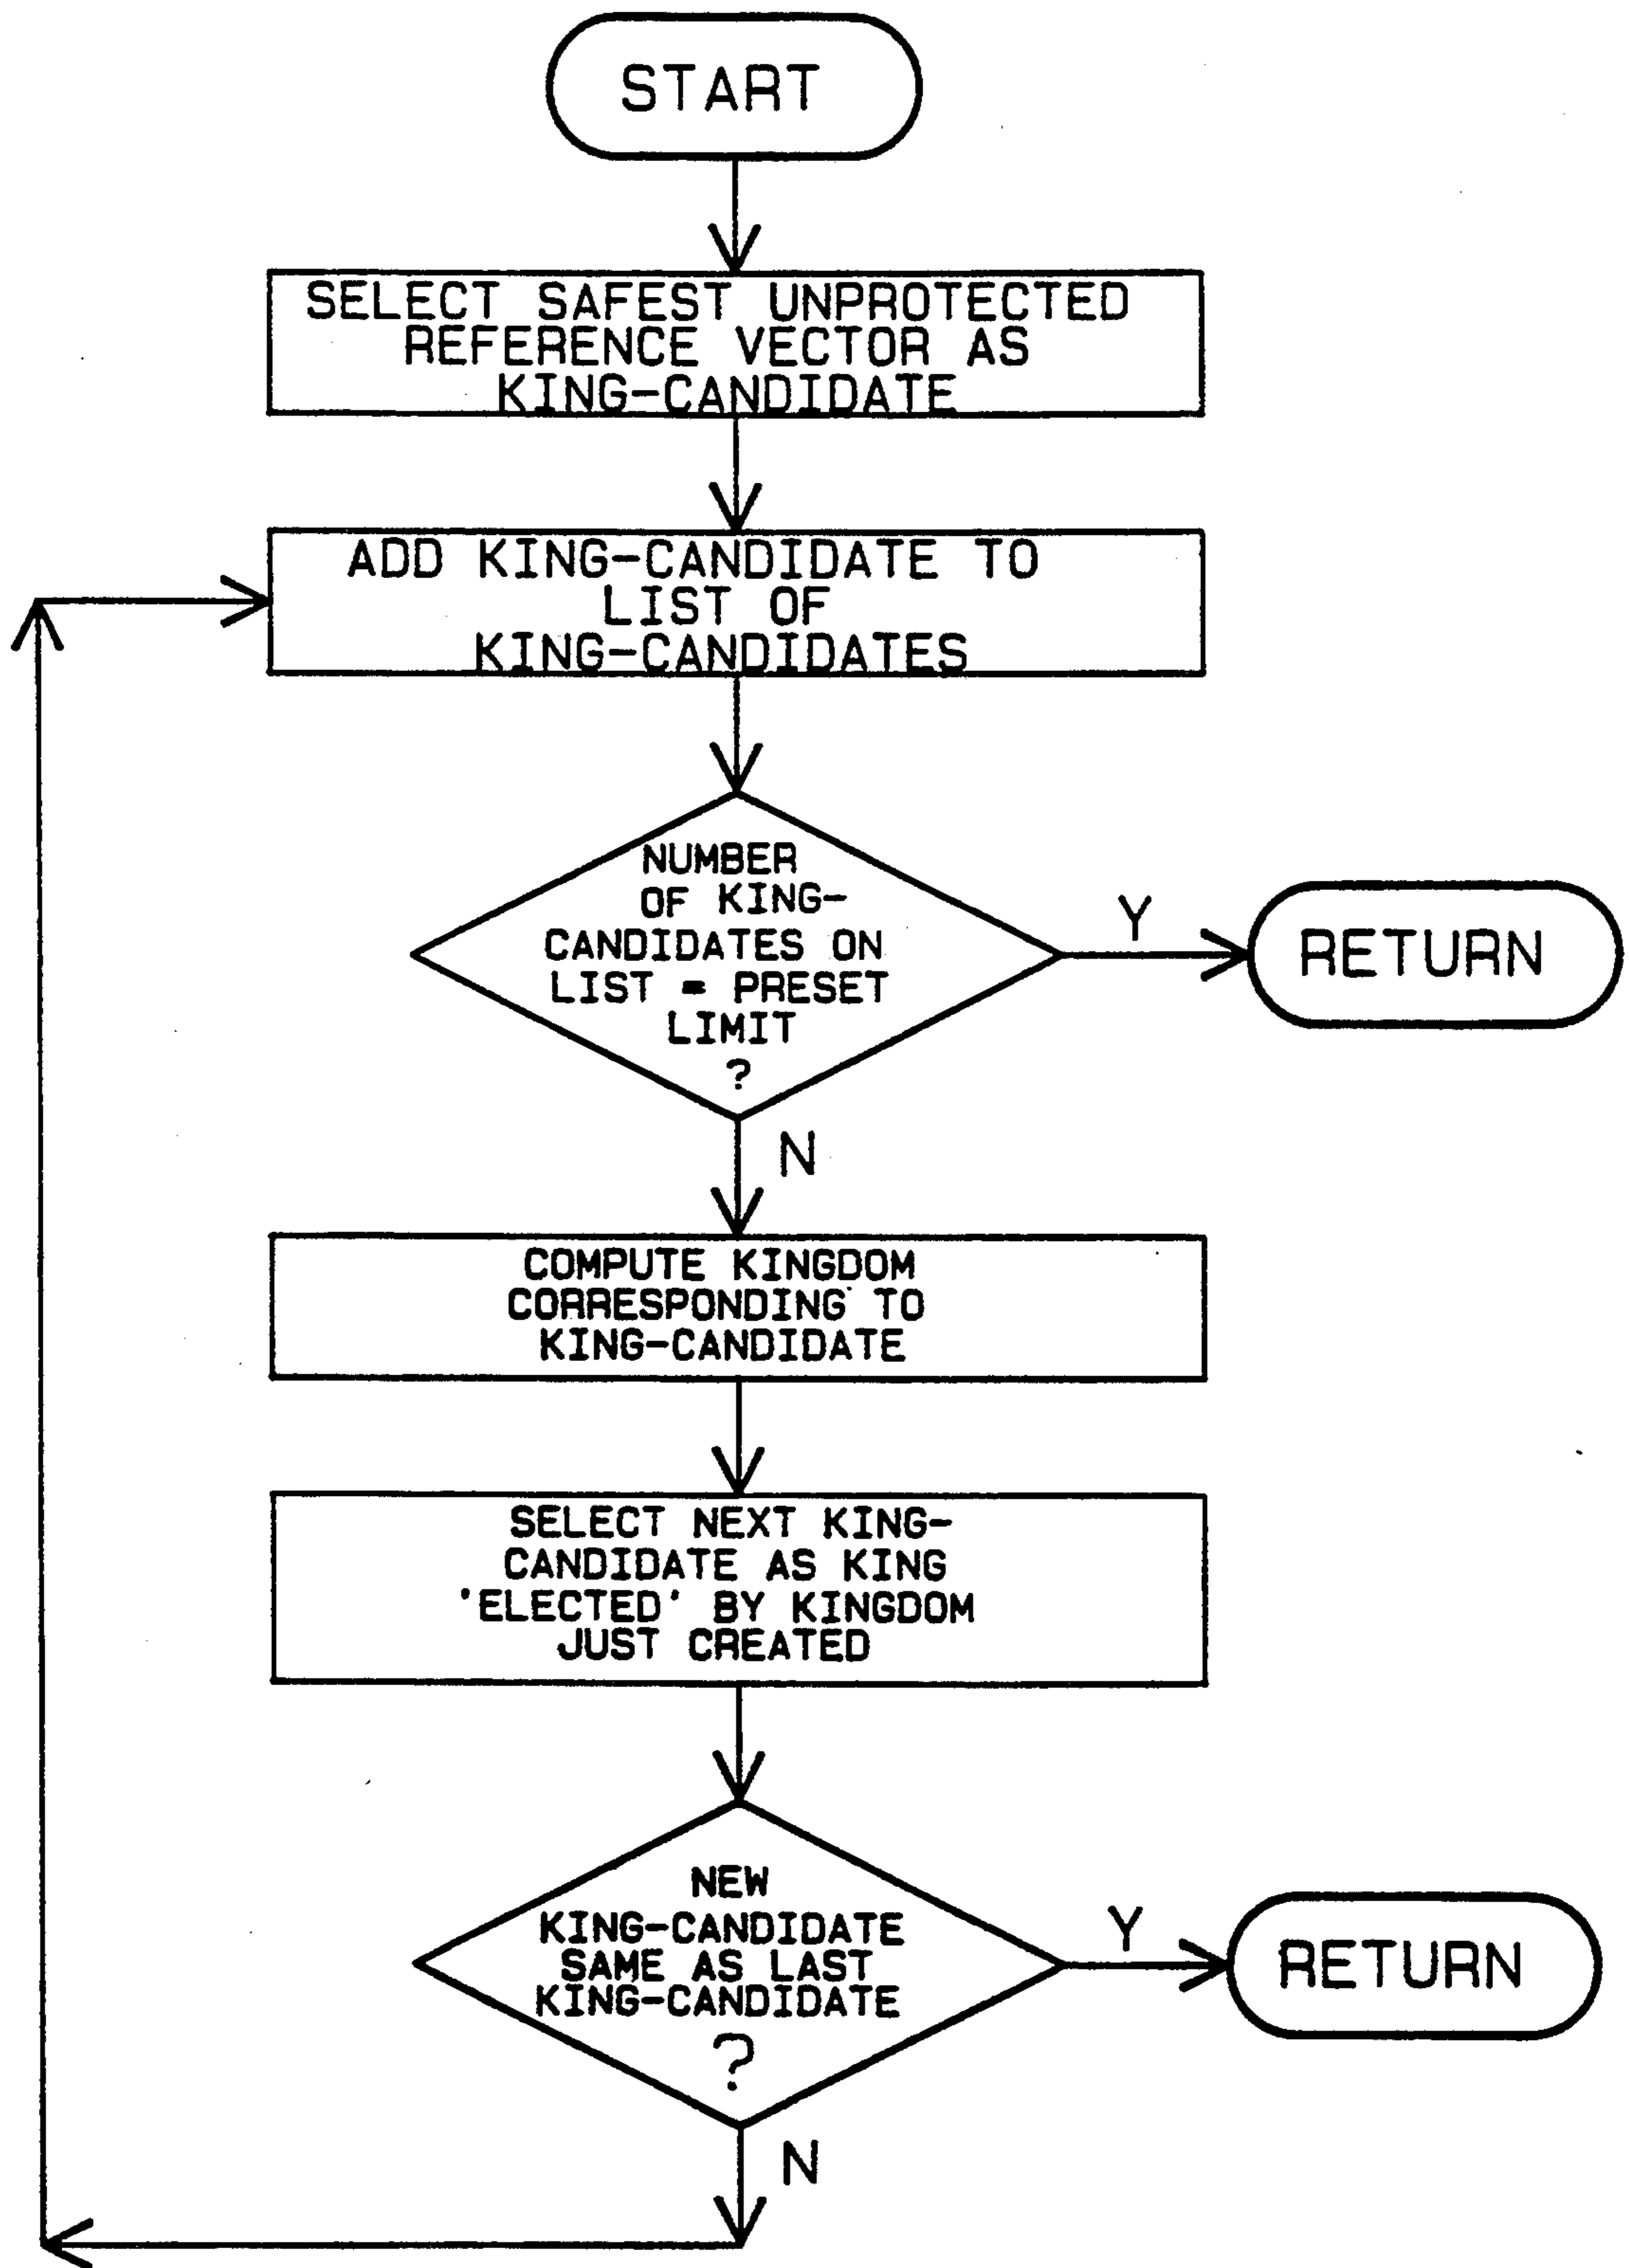 START
SELECT SAFEST UNPROTECTED
REFERENCE VECTOR AS
KING-CANDIDATE
ADD KING-CANDIDATE TO
LIST OF
KING-CANDIDATES
NUMBER
OF KING-
CANDIDATES ON
LIST = PRESET
LIMIT
?
Y
RETURN
N
COMPUTE KINGDOM
CORRESPONDING TO
KING-CANDIDATE
SELECT NEXT KING-
CANDIDATE AS KING
'ELECTED' BY KINGDOM
JUST CREATED
NEW
KING-CANDIDATE
SAME AS LAST
KING-CANDIDATE
?
Y
RETURN
N